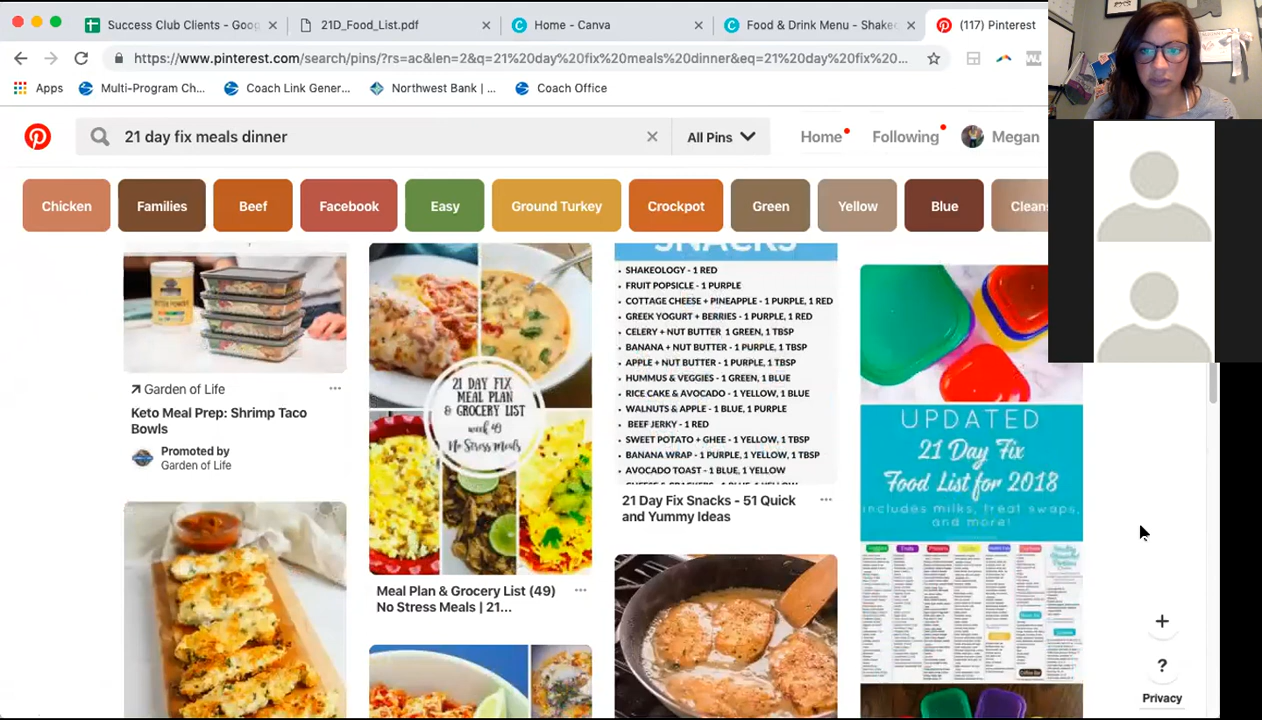 Success Club Clients - Goog
21D_Food_List.pdf
Home - Canva
Food & Drink Menu - Shakeo
(117) Pinterest
https://www.pinterest.com/search/pins/?rs=ac&len=2&q=21%20day%20fix%20meals%20dinner&eq=21%20day%20fix%20...
Apps
Multi-Program Ch...
Coach Link Gener...
Northwest Bank | ...
Coach Office
21 day fix meals dinner
All Pins
Home
Following
Megan
Chicken
Families
Beef
Facebook
Easy
Ground Turkey
Crockpot
Green
Yellow
Blue
Clean
Garden of Life
Keto Meal Prep: Shrimp Taco
Bowls
Promoted by
Garden of Life
21 DAY FIX
MEAL PLAN
& GROCERY LIST
week 49
No Stress Meals
Meal Plan & Grocery List (49)
No Stress Meals | 21...
SNACKS
• SHAKEOLOGY - 1 RED
• FRUIT POPSICLE - 1 PURPLE
• COTTAGE CHEESE + PINEAPPLE - 1 PURPLE, 1 RED
• GREEK YOGURT + BERRIES - 1 PURPLE, 1 RED
• CELERY + NUT BUTTER 1 GREEN, 1 TBSP
• BANANA + NUT BUTTER - 1 PURPLE, 1 TBSP
• APPLE + NUT BUTTER - 1 PURPLE, 1 TBSP
• HUMMUS & VEGGIES - 1 GREEN, 1 BLUE
• RICE CAKE & AVOCADO - 1 YELLOW, 1 BLUE
• WALNUTS & APPLE - 1 BLUE, 1 PURPLE
• BEEF JERKY - 1 RED
• SWEET POTATO + GHEE - 1 YELLOW, 1 TBSP
• BANANA WRAP - 1 PURPLE, 1 YELLOW, 1 TBSP
• AVOCADO TOAST - 1 BLUE, 1 YELLOW
21 Day Fix Snacks - 51 Quick
and Yummy Ideas
UPDATED
21 Day Fix
Food List for 2018
includes milks, treat swaps,
and more!
+
?
Privacy